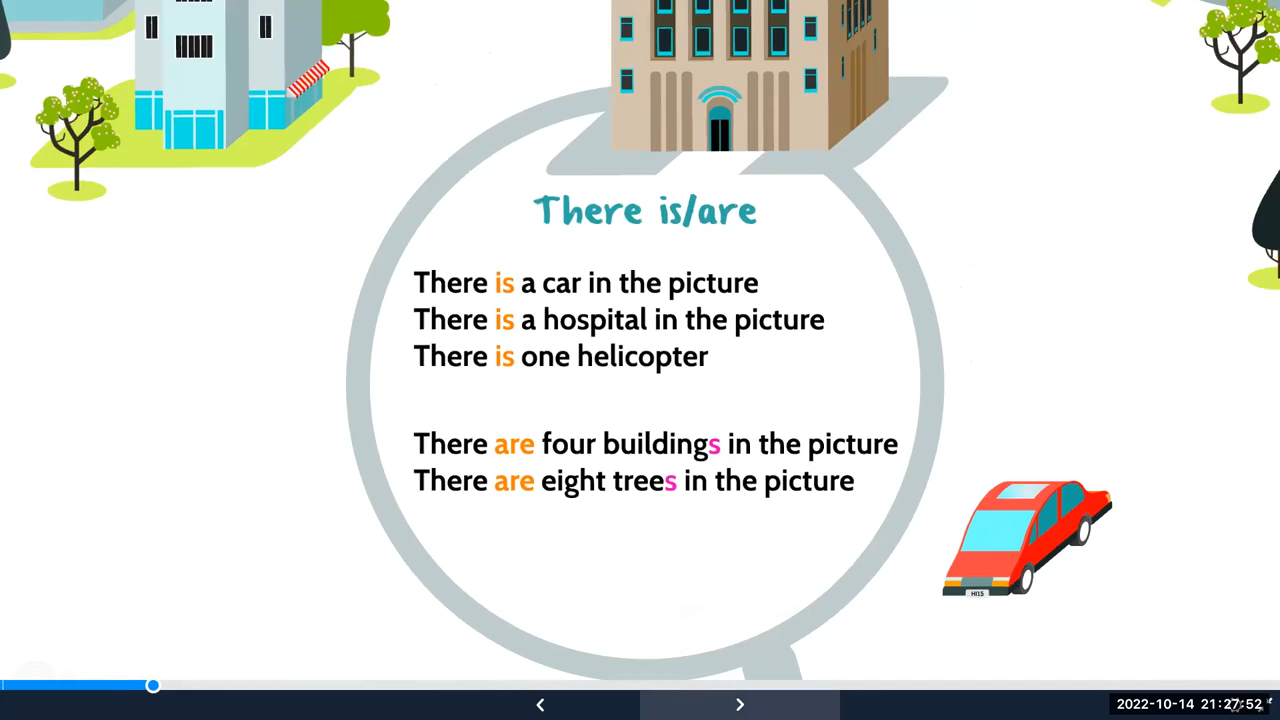 There is/are
There is a car in the picture
There is a hospital in the picture
There is one helicopter
There are four buildings in the picture
There are eight trees in the picture
HI15
2022-10-14 21:27:52